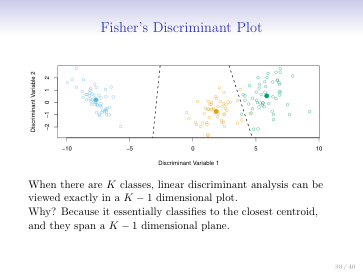 Fisher's Discriminant Plot
Discriminant Variable 2
−2 −1 0 1 2
−10 −5 0 5 10
Discriminant Variable 1
When there are K classes, linear discriminant analysis can be
viewed exactly in a K − 1 dimensional plot.
Why? Because it essentially classifies to the closest centroid,
and they span a K − 1 dimensional plane.
30 / 40